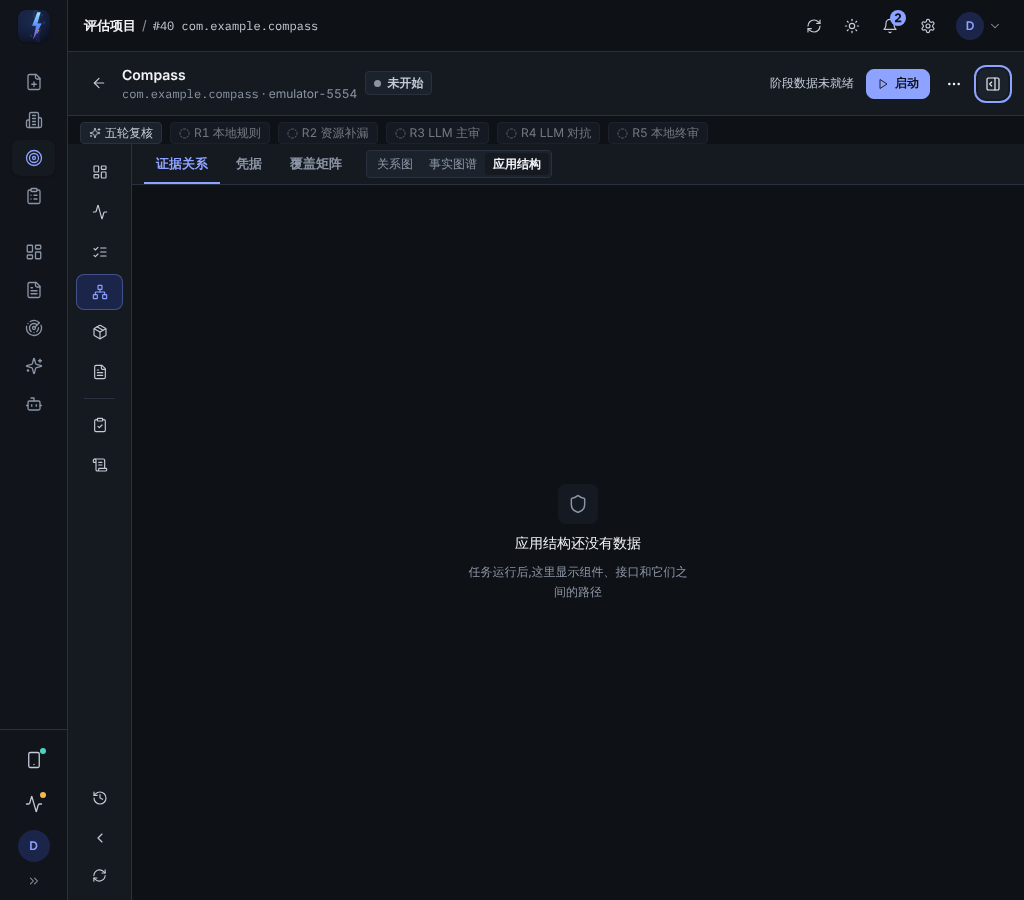 评估项目 / #40 com.example.compass
2
D
Compass
com.example.compass · emulator-5554
未开始
阶段数据未就绪
启动
五轮复核
R1 本地规则
R2 资源补漏
R3 LLM 主审
R4 LLM 对抗
R5 本地终审
证据关系
凭据
覆盖矩阵
关系图
事实图谱
应用结构
应用结构还没有数据
任务运行后,这里显示组件、接口和它们之
间的路径
D